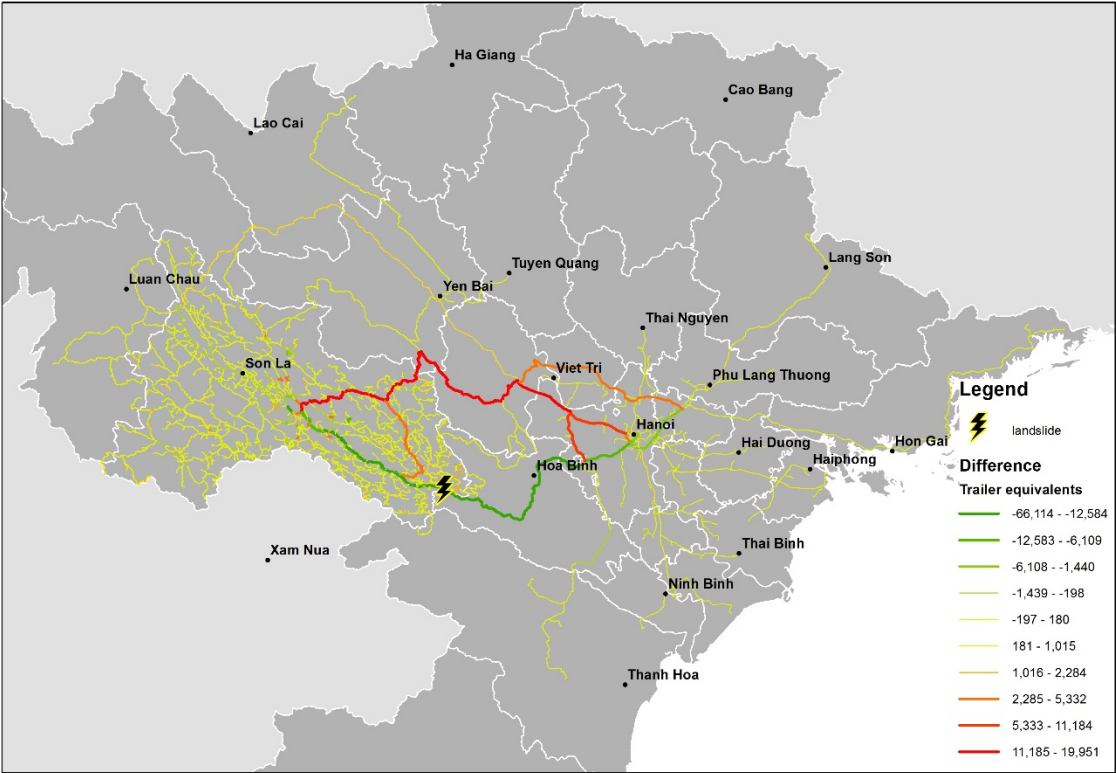 Ha Giang
Cao Bang
Lao Cai
Tuyen Quang
Lang Son
Luan Chau
Yen Bai
Thai Nguyen
Son La
Viet Tri
Phu Lang Thuong
Hanoi
Hon Gai
Hai Duong
Haiphong
Hoa Binh
Xam Nua
Thai Binh
Ninh Binh
Thanh Hoa
Legend
landslide
Difference
Trailer equivalents
-66,114 - -12,584
-12,583 - -6,109
-6,108 - -1,440
-1,439 - -198
-197 - 180
181 - 1,015
1,016 - 2,284
2,285 - 5,332
5,333 - 11,184
11,185 - 19,951